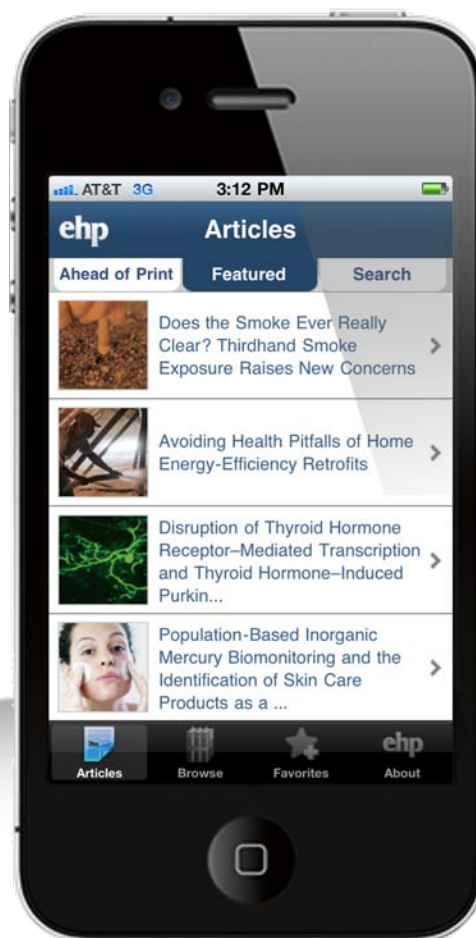 AT&T 3G 3:12 PM
ehp Articles
Ahead of Print Featured Search
Does the Smoke Ever Really
Clear? Thirdhand Smoke
Exposure Raises New Concerns
Avoiding Health Pitfalls of Home
Energy-Efficiency Retrofits
Disruption of Thyroid Hormone
Receptor–Mediated Transcription
and Thyroid Hormone–Induced
Purkin...
Population-Based Inorganic
Mercury Biomonitoring and the
Identification of Skin Care
Products as a ...
ehp
Articles Browse Favorites About